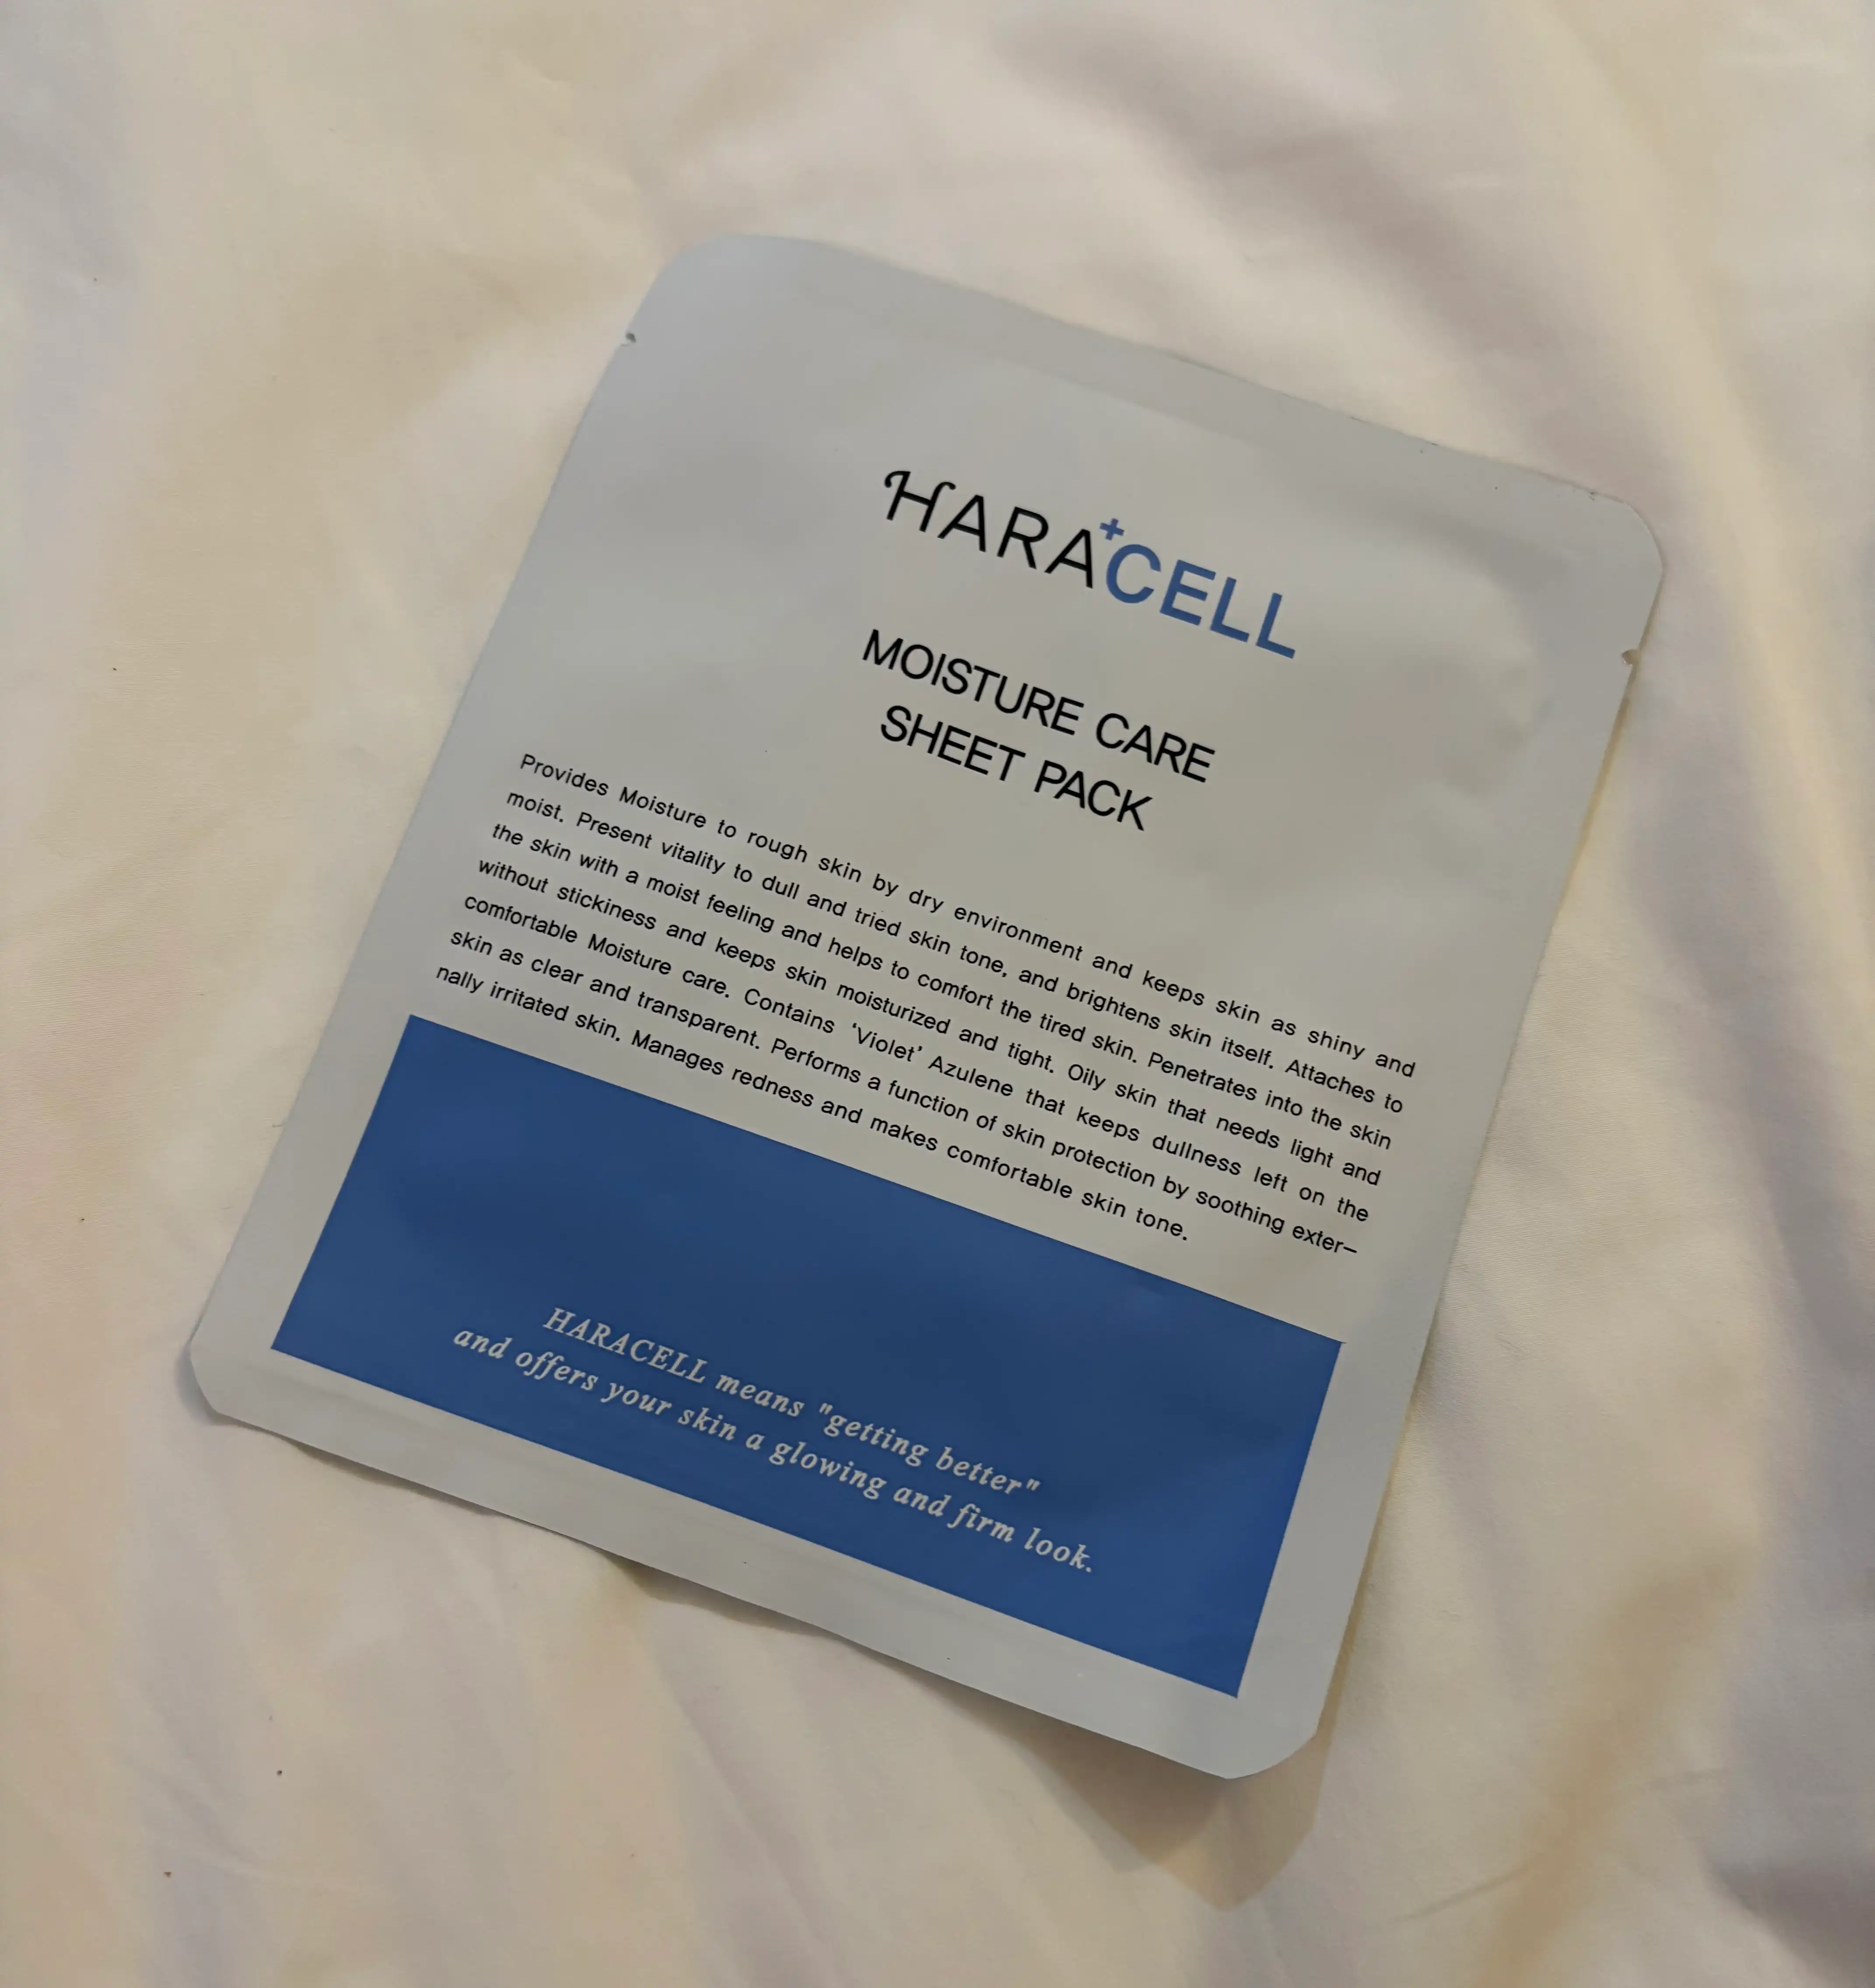 HARA+CELL
MOISTURE CARE
SHEET PACK
Provides Moisture to rough skin by dry environment and keeps skin as shiny and
moist. Present vitality to dull and tried skin tone, and brightens skin itself. Attaches to
the skin with a moist feeling and helps to comfort the tired skin. Penetrates into the skin
without stickiness and keeps skin moisturized and tight. Oily skin that needs light and
comfortable Moisture care. Contains 'Violet' Azulene that keeps dullness left on the
skin as clear and transparent. Performs a function of skin protection by soothing exter–
nally irritated skin. Manages redness and makes comfortable skin tone.
HARACELL means "getting better"
and offers your skin a glowing and firm look.